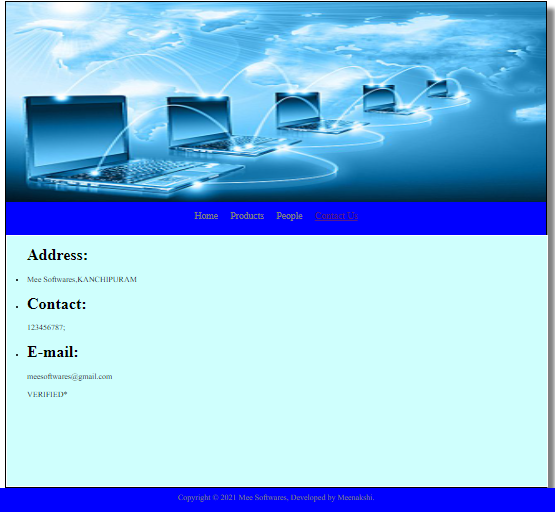 Home Products People Contact Us
Address:
Mee Softwares,KANCHIPURAM
Contact:
123456787;
E-mail:
meesoftwares@gmail.com
VERIFIED*
Copyright © 2021 Mee Softwares, Developed by Meenakshi.